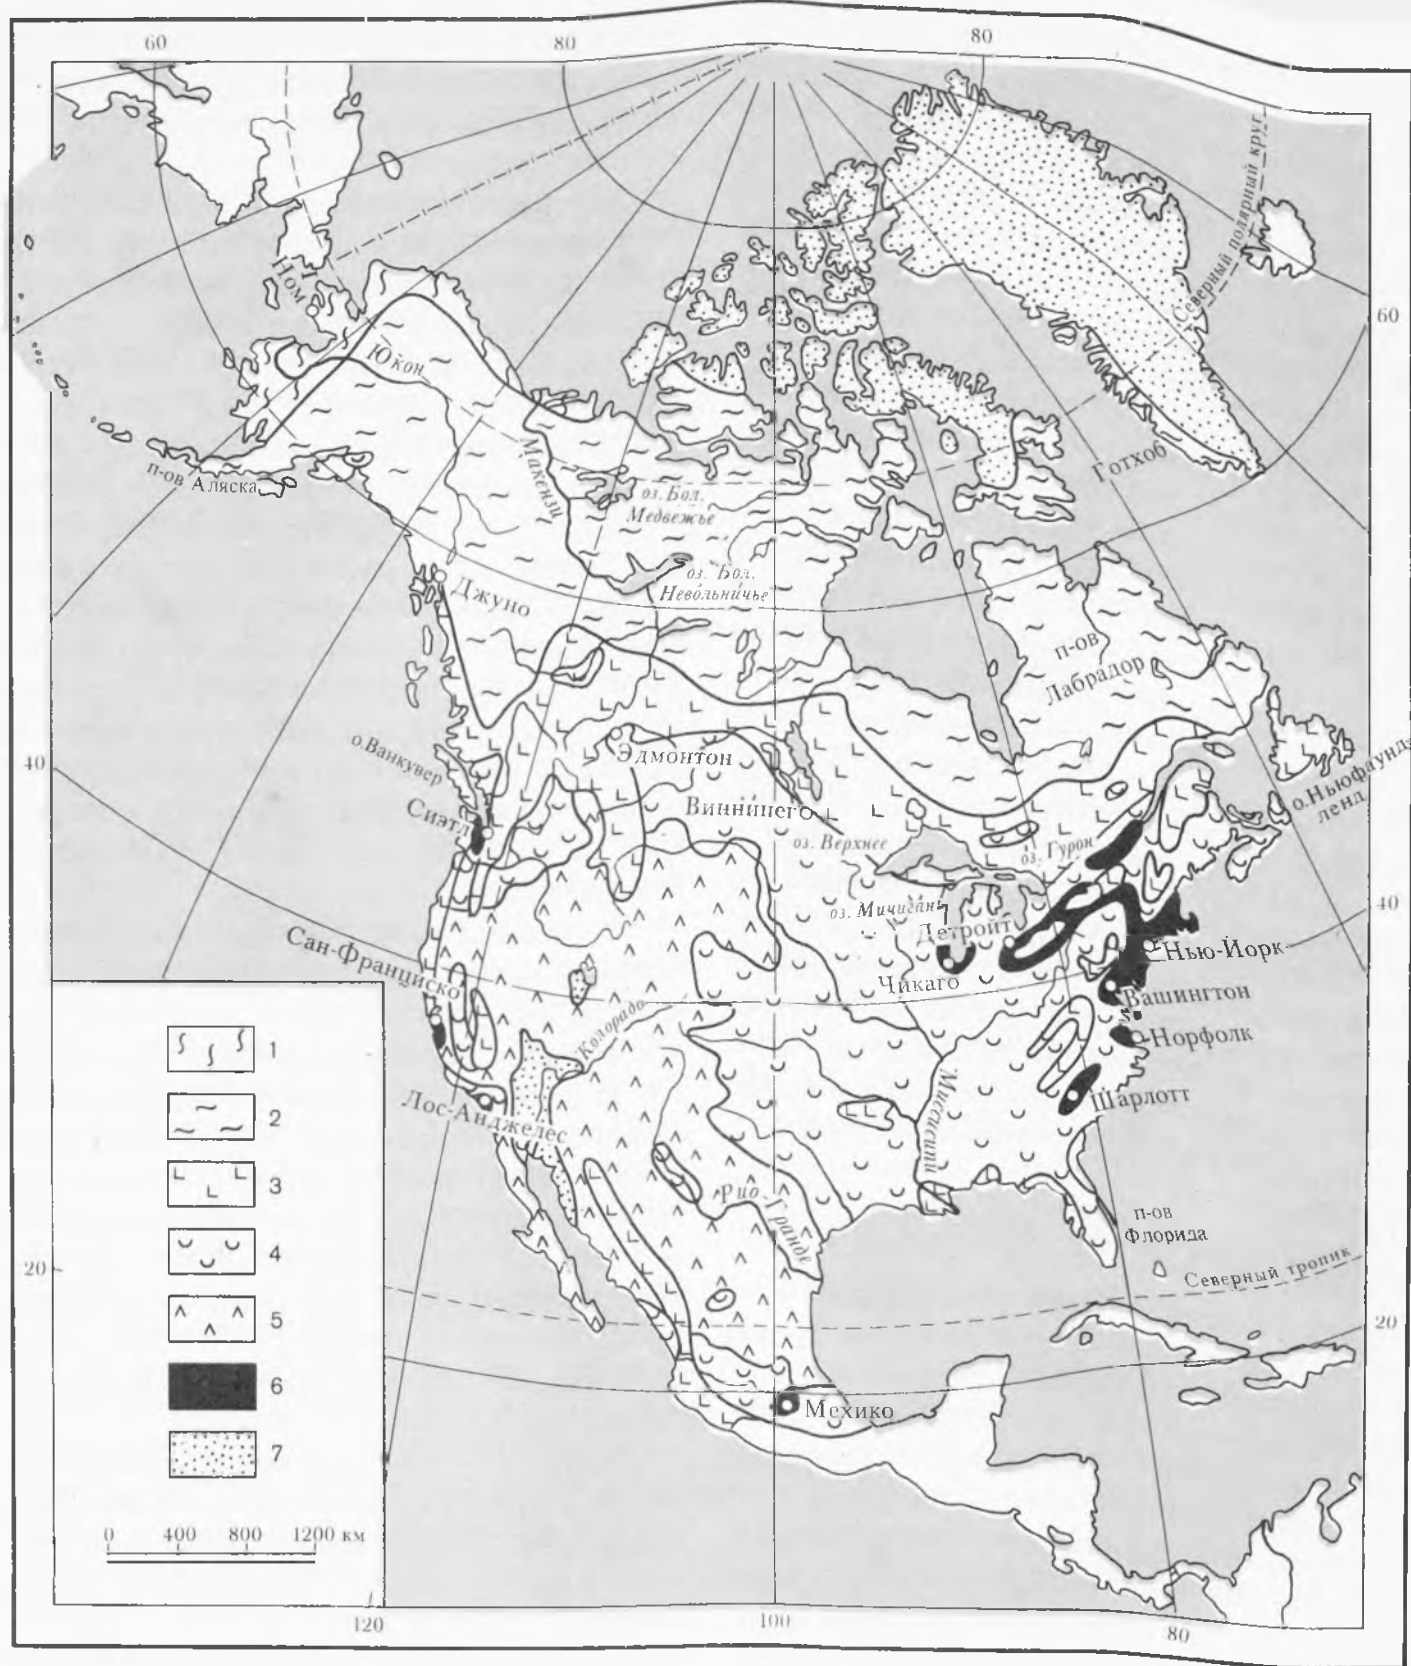 60
80
80
Северный полярный круг
60
Ном
Юкон
Макензи
п-ов Аляска
оз. Бол.
Медвежье
Готхоб
оз. Бол.
Невольничье
Джуно
п-ов
Лабрадор
о. Ванкувер
40
Эдмонтон
о. Ньюфаунд-
ленд
Сиэтл
Виннипег
оз. Верхнее
оз. Гурон
оз. Мичиган
Детройт
40
Сан-Франциско
Чикаго
Нью-Йорк
Вашингтон
Колорадо
Норфолк
1
Миссисипи
Шарлотт
Лос-Анджелес
2
3
Рио-Гранде
п-ов
Флорида
4
Северный тропик
20
5
20
6
Мехико
7
0 400 800 1200 км
120
100
80